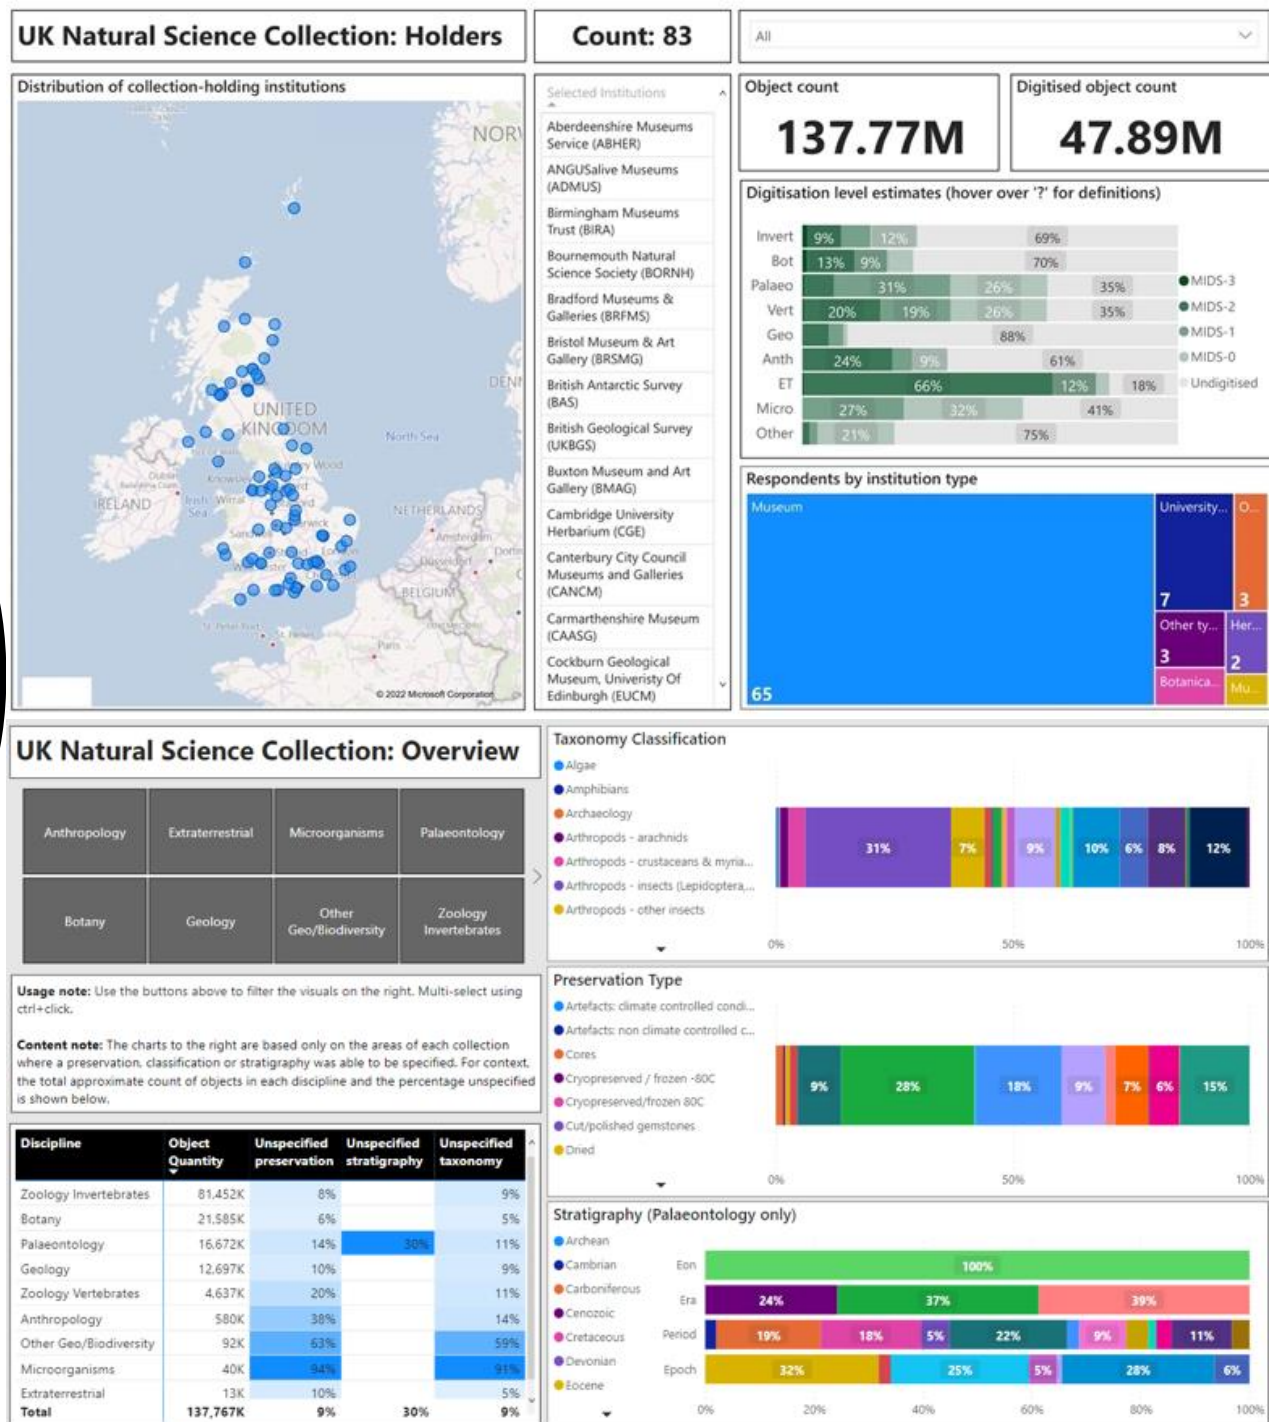 UK Natural Science Collection: Holders
Count: 83
All
Distribution of collection-holding institutions
NORW
DENM
UNITED
KINGDOM
North Sea
Dublin
IRELAND
Irish
Sea
Wirral
NETHERLANDS
Amsterdam
Düsseldorf
BELGIUM
Paris
© 2022 Microsoft Corporation
Selected Institutions
Aberdeenshire Museums
Service (ABHER)
ANGUSalive Museums
(ADMUS)
Birmingham Museums
Trust (BIRA)
Bournemouth Natural
Science Society (BORNH)
Bradford Museums &
Galleries (BRFMS)
Bristol Museum & Art
Gallery (BRSMG)
British Antarctic Survey
(BAS)
British Geological Survey
(UKBGS)
Buxton Museum and Art
Gallery (BMAG)
Cambridge University
Herbarium (CGE)
Canterbury City Council
Museums and Galleries
(CANCM)
Carmarthenshire Museum
(CAASG)
Cockburn Geological
Museum, Univeristy Of
Edinburgh (EUCM)
Object count
137.77M
Digitised object count
47.89M
Digitisation level estimates (hover over '?' for definitions)
Invert 9% 12% 69%
Bot 13% 9% 70%
Palaeo 31% 26% 35%
Vert 20% 19% 26% 35%
Geo 88%
Anth 24% 9% 61%
ET 66% 12% 18%
Micro 27% 32% 41%
Other 21% 75%
MIDS-3
MIDS-2
MIDS-1
MIDS-0
Undigitised
Respondents by institution type
Museum
65
University...
7
O...
3
Other ty...
3
Her...
2
Botanica...
Mu...
UK Natural Science Collection: Overview
Anthropology
Extraterrestrial
Microorganisms
Palaeontology
Botany
Geology
Other
Geo/Biodiversity
Zoology
Invertebrates
Usage note: Use the buttons above to filter the visuals on the right. Multi-select using
ctrl+click.
Content note: The charts to the right are based only on the areas of each collection
where a preservation, classification or stratigraphy was able to be specified. For context,
the total approximate count of objects in each discipline and the percentage unspecified
is shown below.
Discipline Object Quantity Unspecified preservation Unspecified stratigraphy Unspecified taxonomy
Zoology Invertebrates 81,452K 8% 9%
Botany 21,585K 6% 5%
Palaeontology 16,672K 14% 30% 11%
Geology 12,697K 10% 9%
Zoology Vertebrates 4,637K 20% 11%
Anthropology 580K 38% 14%
Other Geo/Biodiversity 92K 63% 59%
Microorganisms 40K 94% 91%
Extraterrestrial 13K 10% 5%
Total 137,767K 9% 30% 9%
Taxonomy Classification
Algae
Amphibians
Archaeology
Arthropods - arachnids
Arthropods - crustaceans & myria...
Arthropods - insects (Lepidoptera,...
Arthropods - other insects
31% 7% 9% 10% 6% 8% 12%
0% 50% 100%
Preservation Type
Artefacts: climate controlled condi...
Artefacts: non climate controlled c...
Cores
Cryopreserved / frozen -80C
Cryopreserved/frozen 80C
Cut/polished gemstones
Dried
9% 28% 18% 9% 7% 6% 15%
0% 50% 100%
Stratigraphy (Palaeontology only)
Archean
Cambrian
Carboniferous
Cenozoic
Cretaceous
Devonian
Eocene
Eon 100%
Era 24% 37% 39%
Period 19% 18% 5% 22% 9% 11%
Epoch 32% 25% 5% 28% 6%
0% 20% 40% 60% 80% 100%